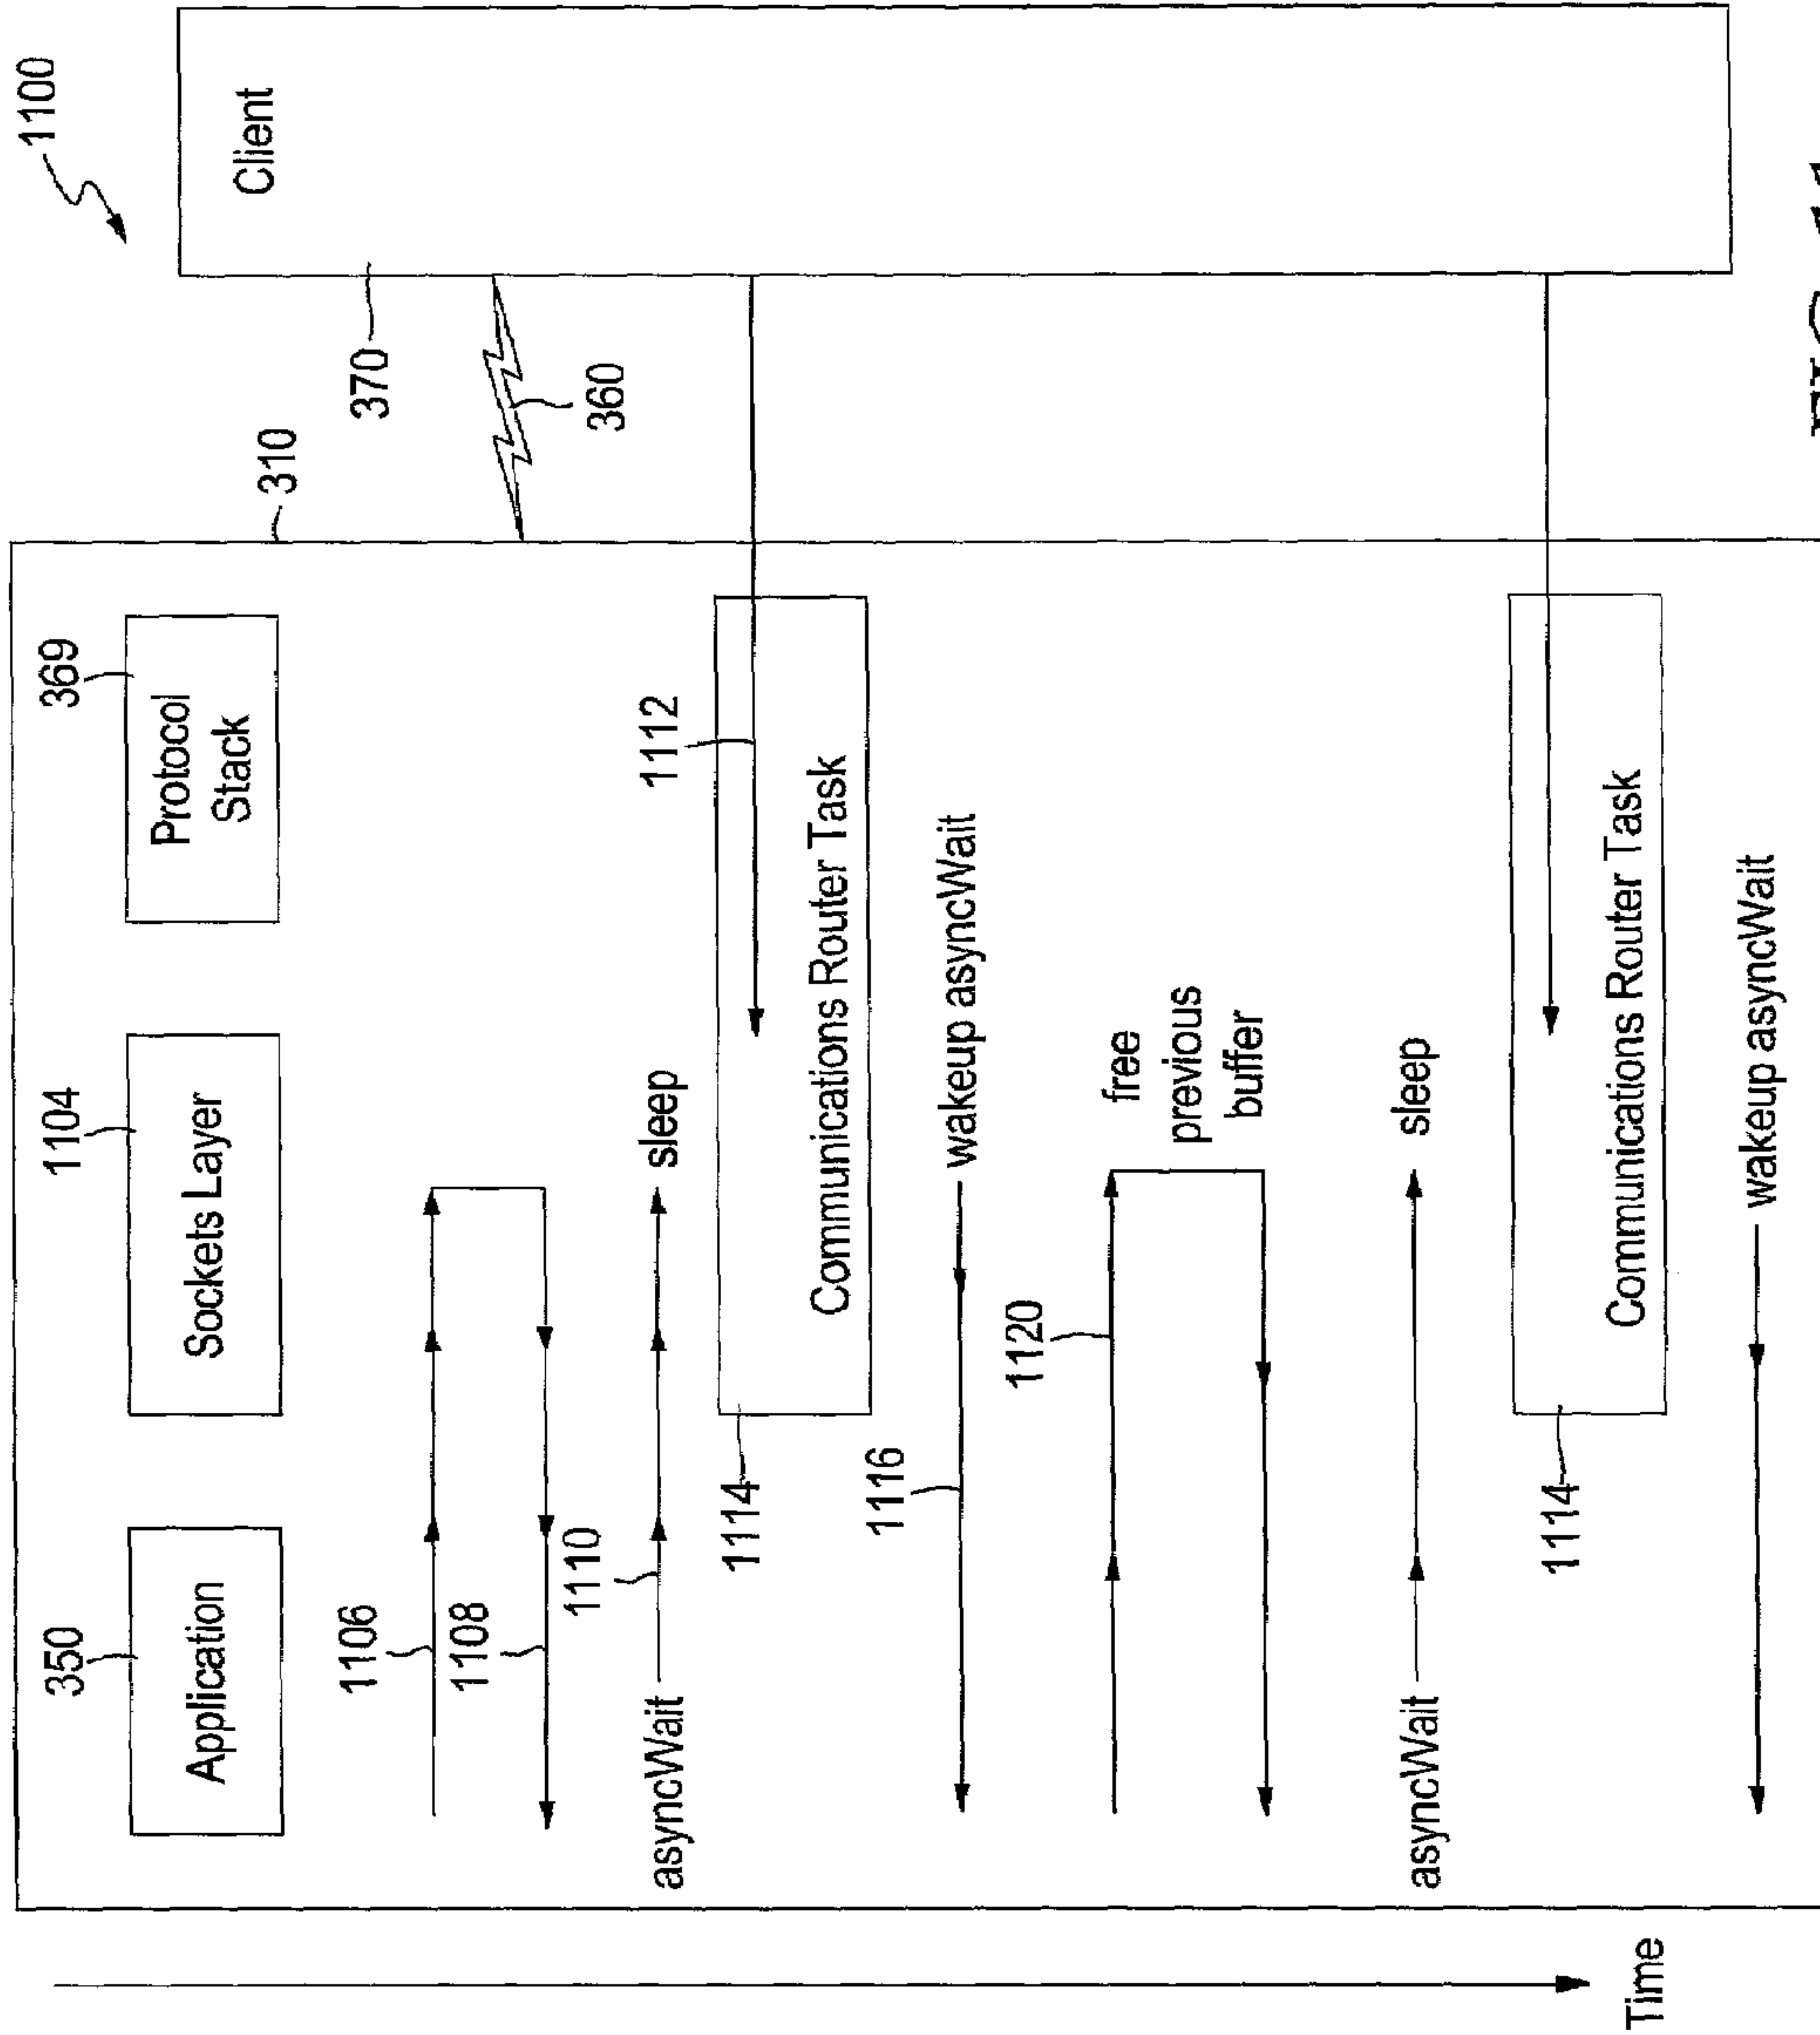 1100
350
1104
369
310
Application
Sockets Layer
Protocol
Stack
Client
370
1106
1108
360
1110
asyncWait
sleep
1112
1114
Communications Router Task
1116
wakeup asyncWait
1120
free
previous
buffer
asyncWait
sleep
1114
Communications Router Task
wakeup asyncWait
Time